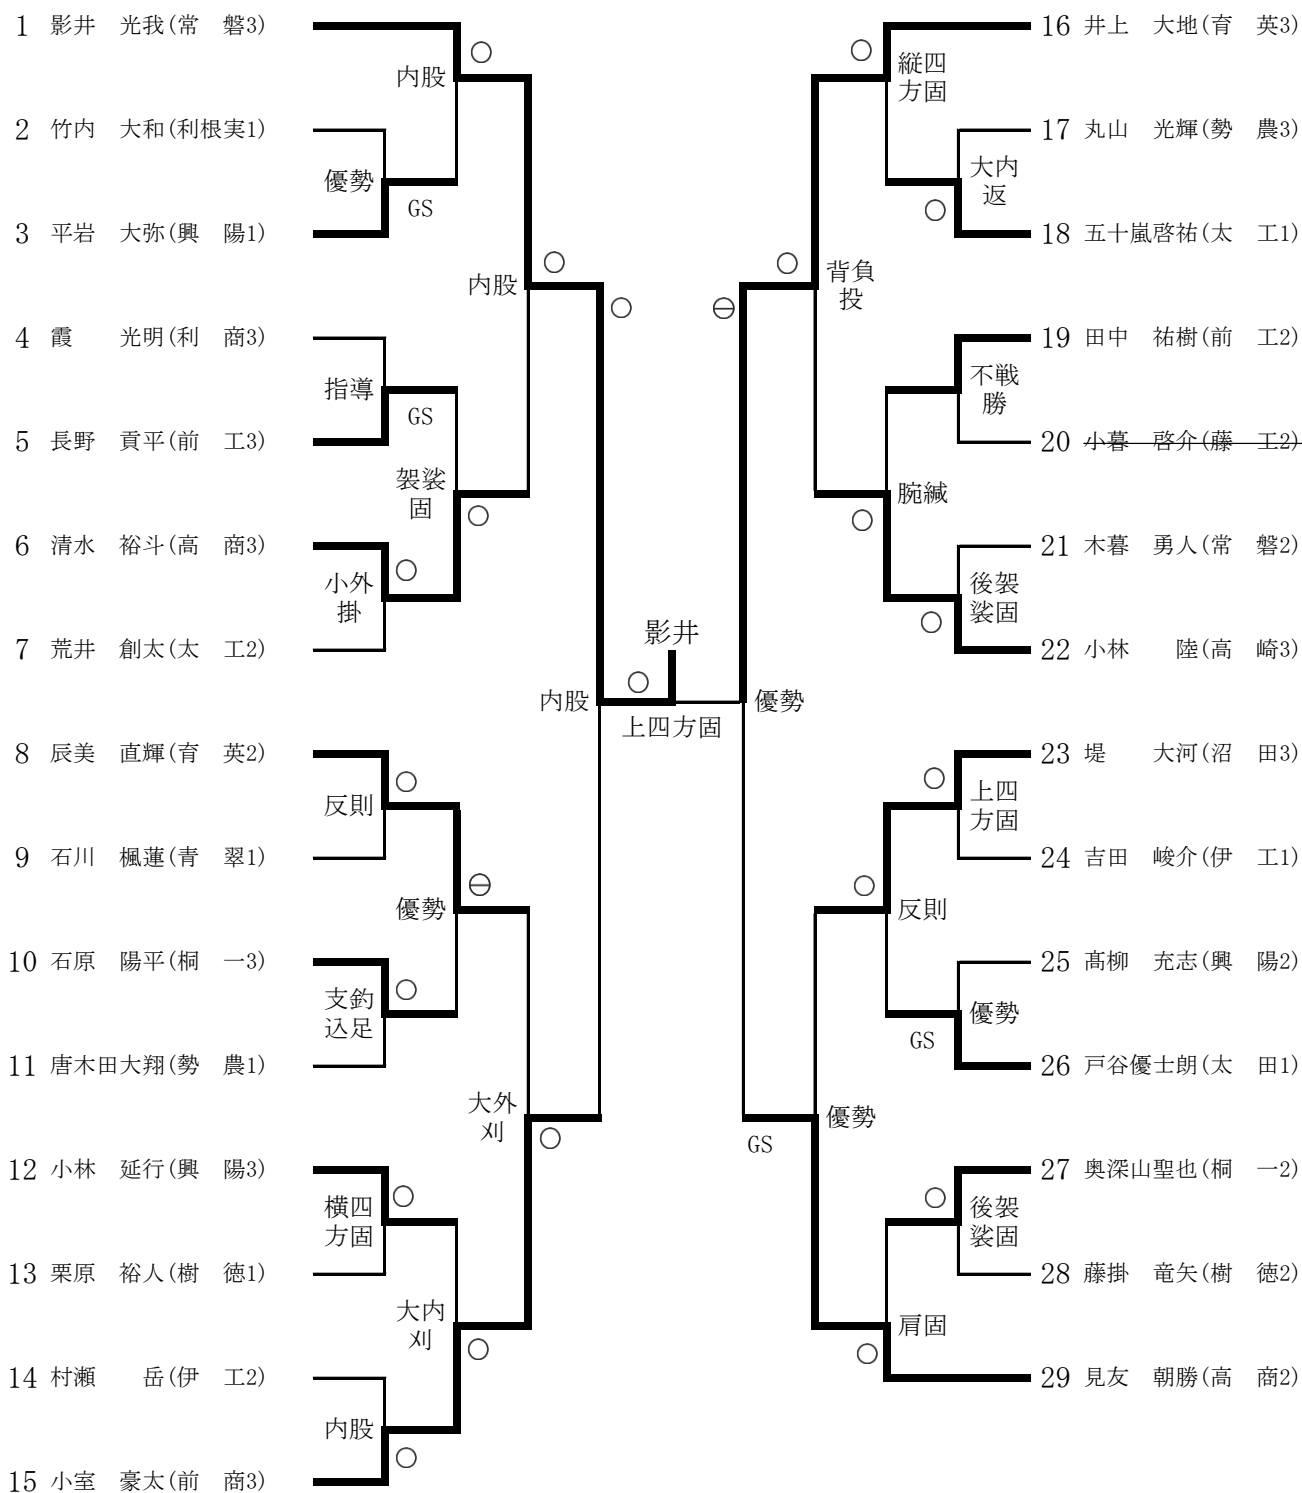 1 影井　光我(常　磐3)
2 竹内　大和(利根実1)
3 平岩　大弥(興　陽1)
4 霞　　光明(利　商3)
5 長野　貢平(前　工3)
6 清水　裕斗(高　商3)
7 荒井　創太(太　工2)
8 辰美　直輝(育　英2)
9 石川　楓蓮(青　翠1)
10 石原　陽平(桐　一3)
11 唐木田大翔(勢　農1)
12 小林　延行(興　陽3)
13 栗原　裕人(樹　徳1)
14 村瀬　　岳(伊　工2)
15 小室　豪太(前　商3)
優勢
GS
指導
GS
小外
掛
反則
支釣
込足
横四
方固
内股
内股
袈裟
固
優勢
大内
刈
内股
大外
刈
内股
影井
上四方固
優勢
GS
背負
投
優勢
縦四
方固
腕緘
反則
GS
肩固
大内
返
不戦
勝
後袈
裟固
上四
方固
優勢
後袈
裟固
16 井上　大地(育　英3)
17 丸山　光輝(勢　農3)
18 五十嵐啓祐(太　工1)
19 田中　祐樹(前　工2)
20 小暮　啓介(藤　工2)
21 木暮　勇人(常　磐2)
22 小林　　陸(高　崎3)
23 堤　　大河(沼　田3)
24 吉田　峻介(伊　工1)
25 髙柳　充志(興　陽2)
26 戸谷優士朗(太　田1)
27 奥深山聖也(桐　一2)
28 藤掛　竜矢(樹　徳2)
29 見友　朝勝(高　商2)